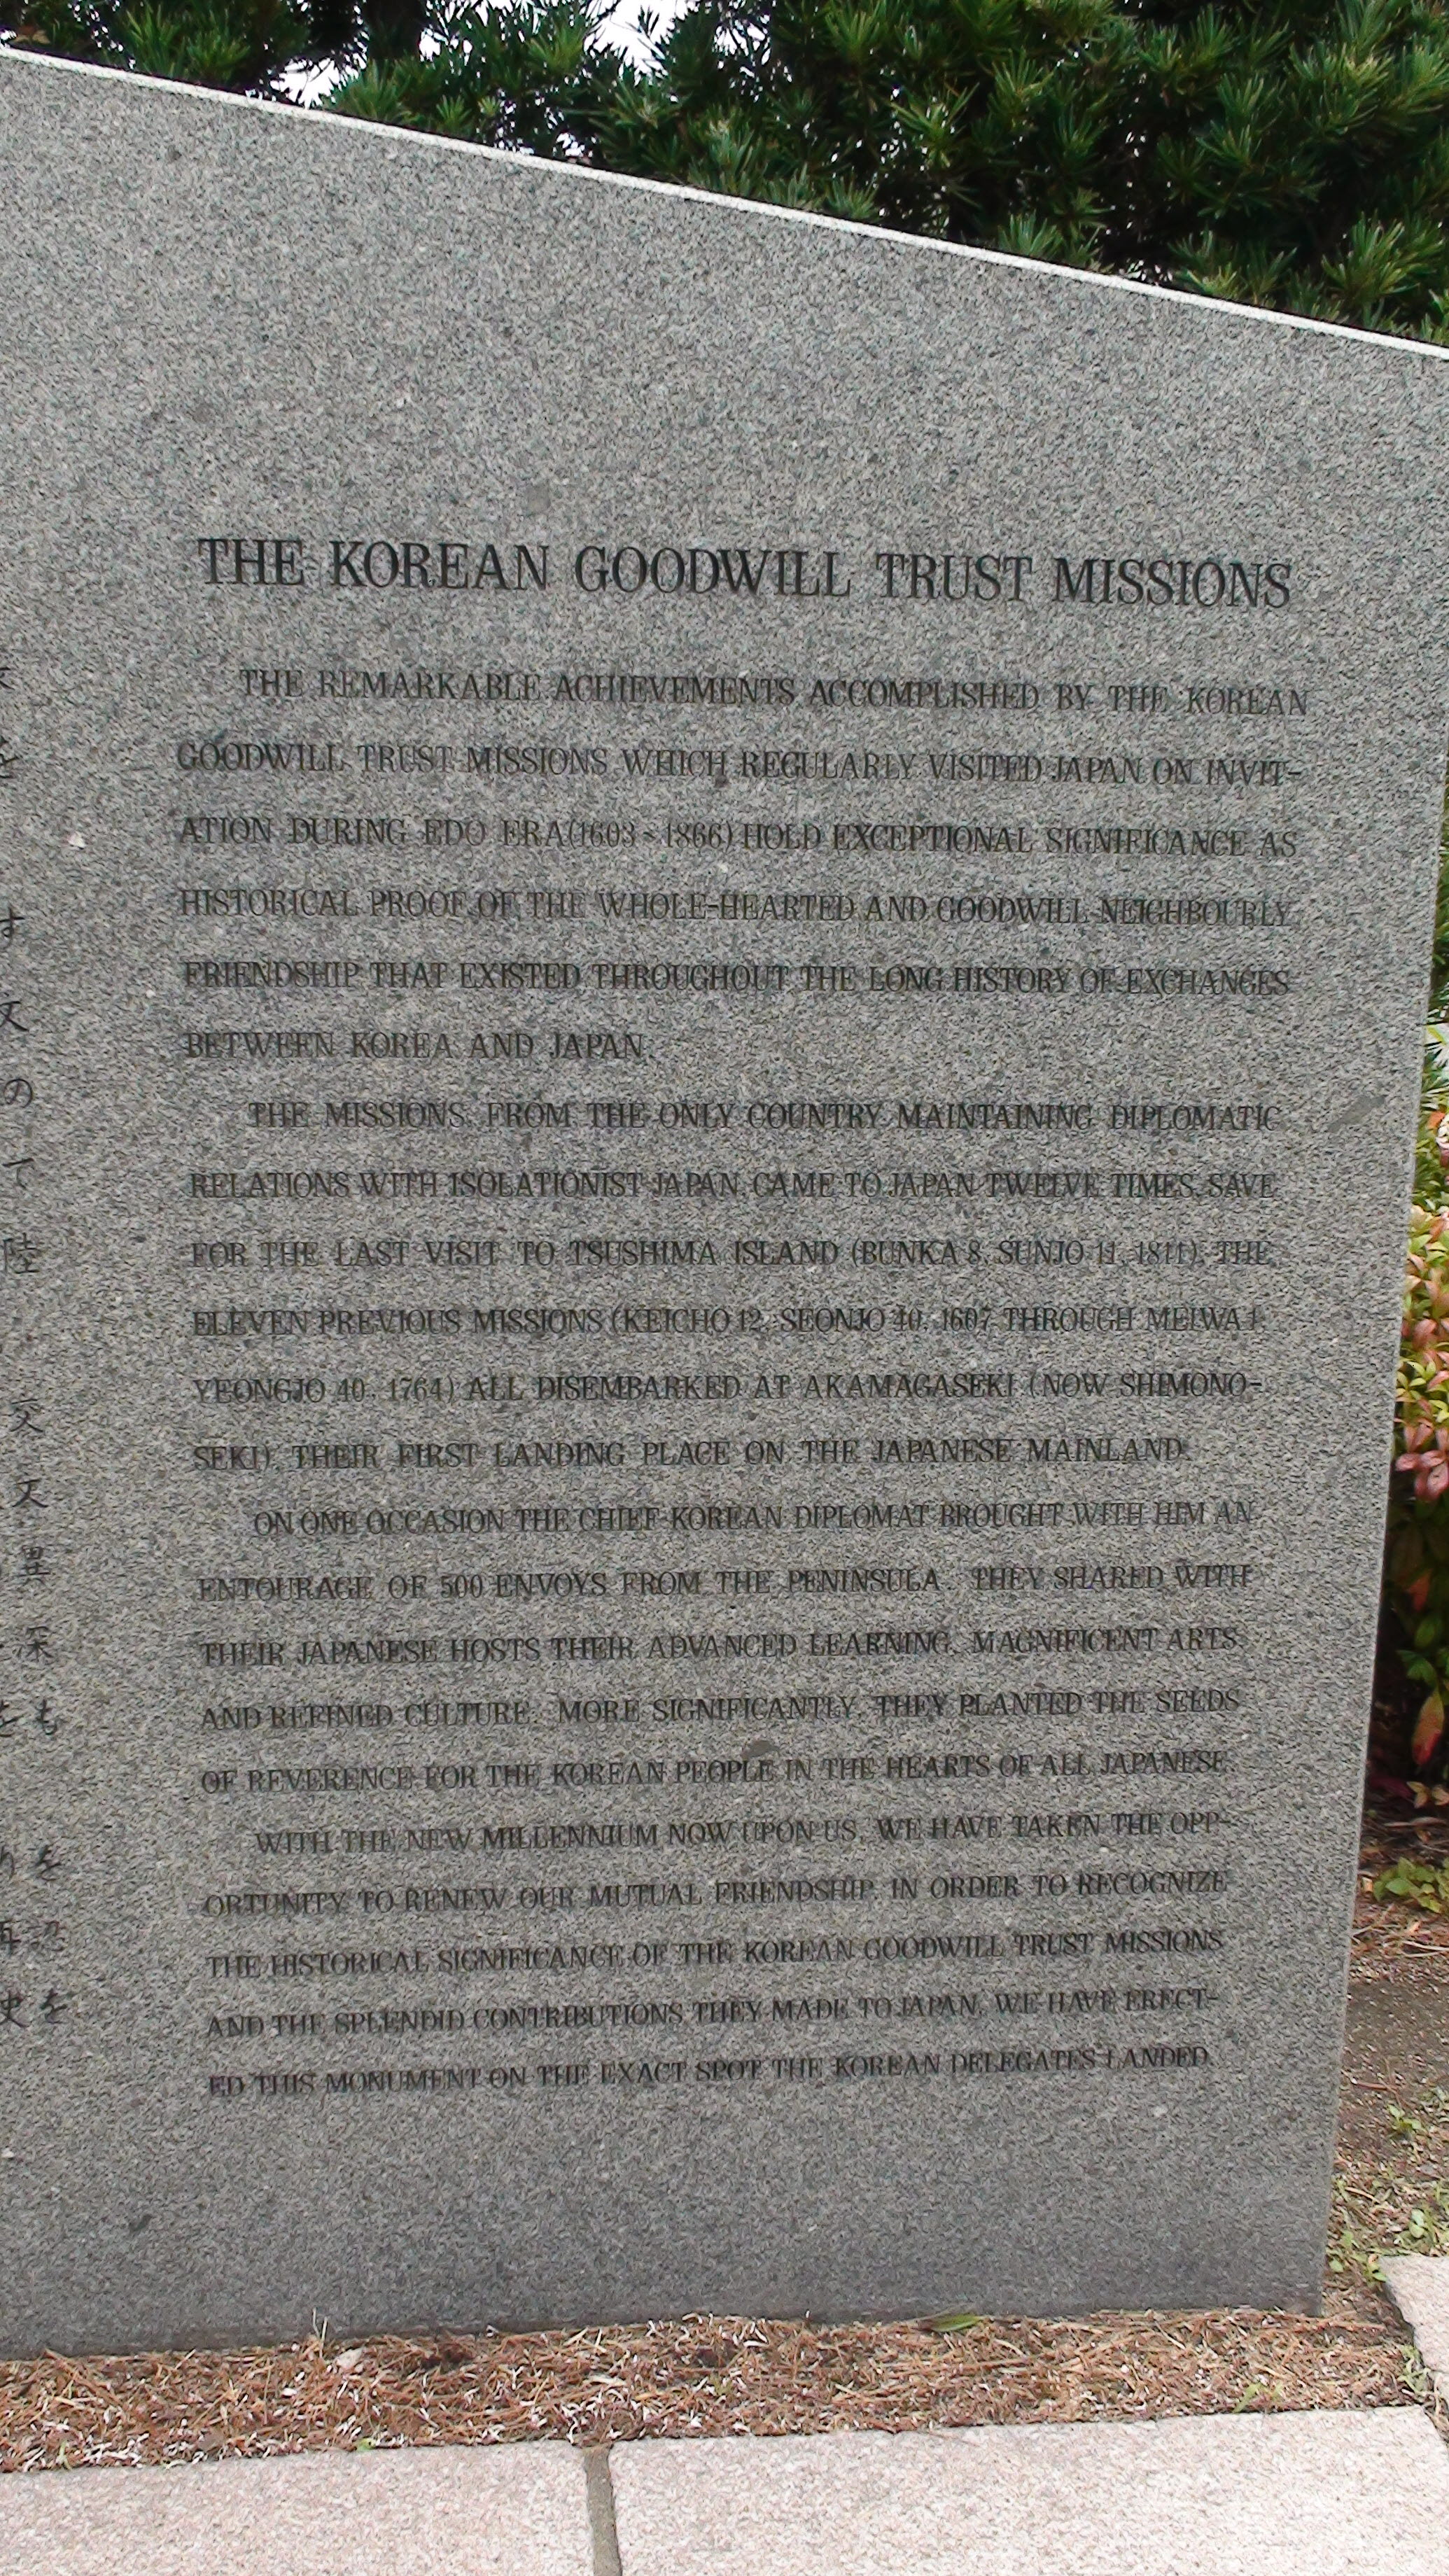 THE KOREAN GOODWILL TRUST MISSIONS
THE REMARKABLE ACHIEVEMENTS ACCOMPLISHED BY THE KOREAN
GOODWILL TRUST MISSIONS WHICH REGULARLY VISITED JAPAN ON INVIT-
ATION DURING EDO ERA(1603~1866) HOLD EXCEPTIONAL SIGNIFICANCE AS
HISTORICAL PROOF OF THE WHOLE-HEARTED AND GOODWILL NEIGHBOURLY
FRIENDSHIP THAT EXISTED THROUGHOUT THE LONG HISTORY OF EXCHANGES
BETWEEN KOREA AND JAPAN.
THE MISSIONS, FROM THE ONLY COUNTRY MAINTAINING DIPLOMATIC
RELATIONS WITH ISOLATIONIST JAPAN, CAME TO JAPAN TWELVE TIMES, SAVE
FOR THE LAST VISIT TO TSUSHIMA ISLAND (BUNKA 8, SUNJO 11, 1811), THE
ELEVEN PREVIOUS MISSIONS (KEICHO 12, SEONJO 40, 1607 THROUGH MEIWA 1,
YEONGJO 40, 1764) ALL DISEMBARKED AT AKAMAGASEKI (NOW SHIMONO-
SEKI), THEIR FIRST LANDING PLACE ON THE JAPANESE MAINLAND.
ON ONE OCCASION THE CHIEF KOREAN DIPLOMAT BROUGHT WITH HIM AN
ENTOURAGE OF 500 ENVOYS FROM THE PENINSULA. THEY SHARED WITH
THEIR JAPANESE HOSTS THEIR ADVANCED LEARNING, MAGNIFICENT ARTS,
AND REFINED CULTURE. MORE SIGNIFICANTLY, THEY PLANTED THE SEEDS
OF REVERENCE FOR THE KOREAN PEOPLE IN THE HEARTS OF ALL JAPANESE.
WITH THE NEW MILLENNIUM NOW UPON US, WE HAVE TAKEN THE OPP-
ORTUNITY TO RENEW OUR MUTUAL FRIENDSHIP. IN ORDER TO RECOGNIZE
THE HISTORICAL SIGNIFICANCE OF THE KOREAN GOODWILL TRUST MISSIONS
AND THE SPLENDID CONTRIBUTIONS THEY MADE TO JAPAN, WE HAVE ERECT-
ED THIS MONUMENT ON THE EXACT SPOT THE KOREAN DELEGATES LANDED.